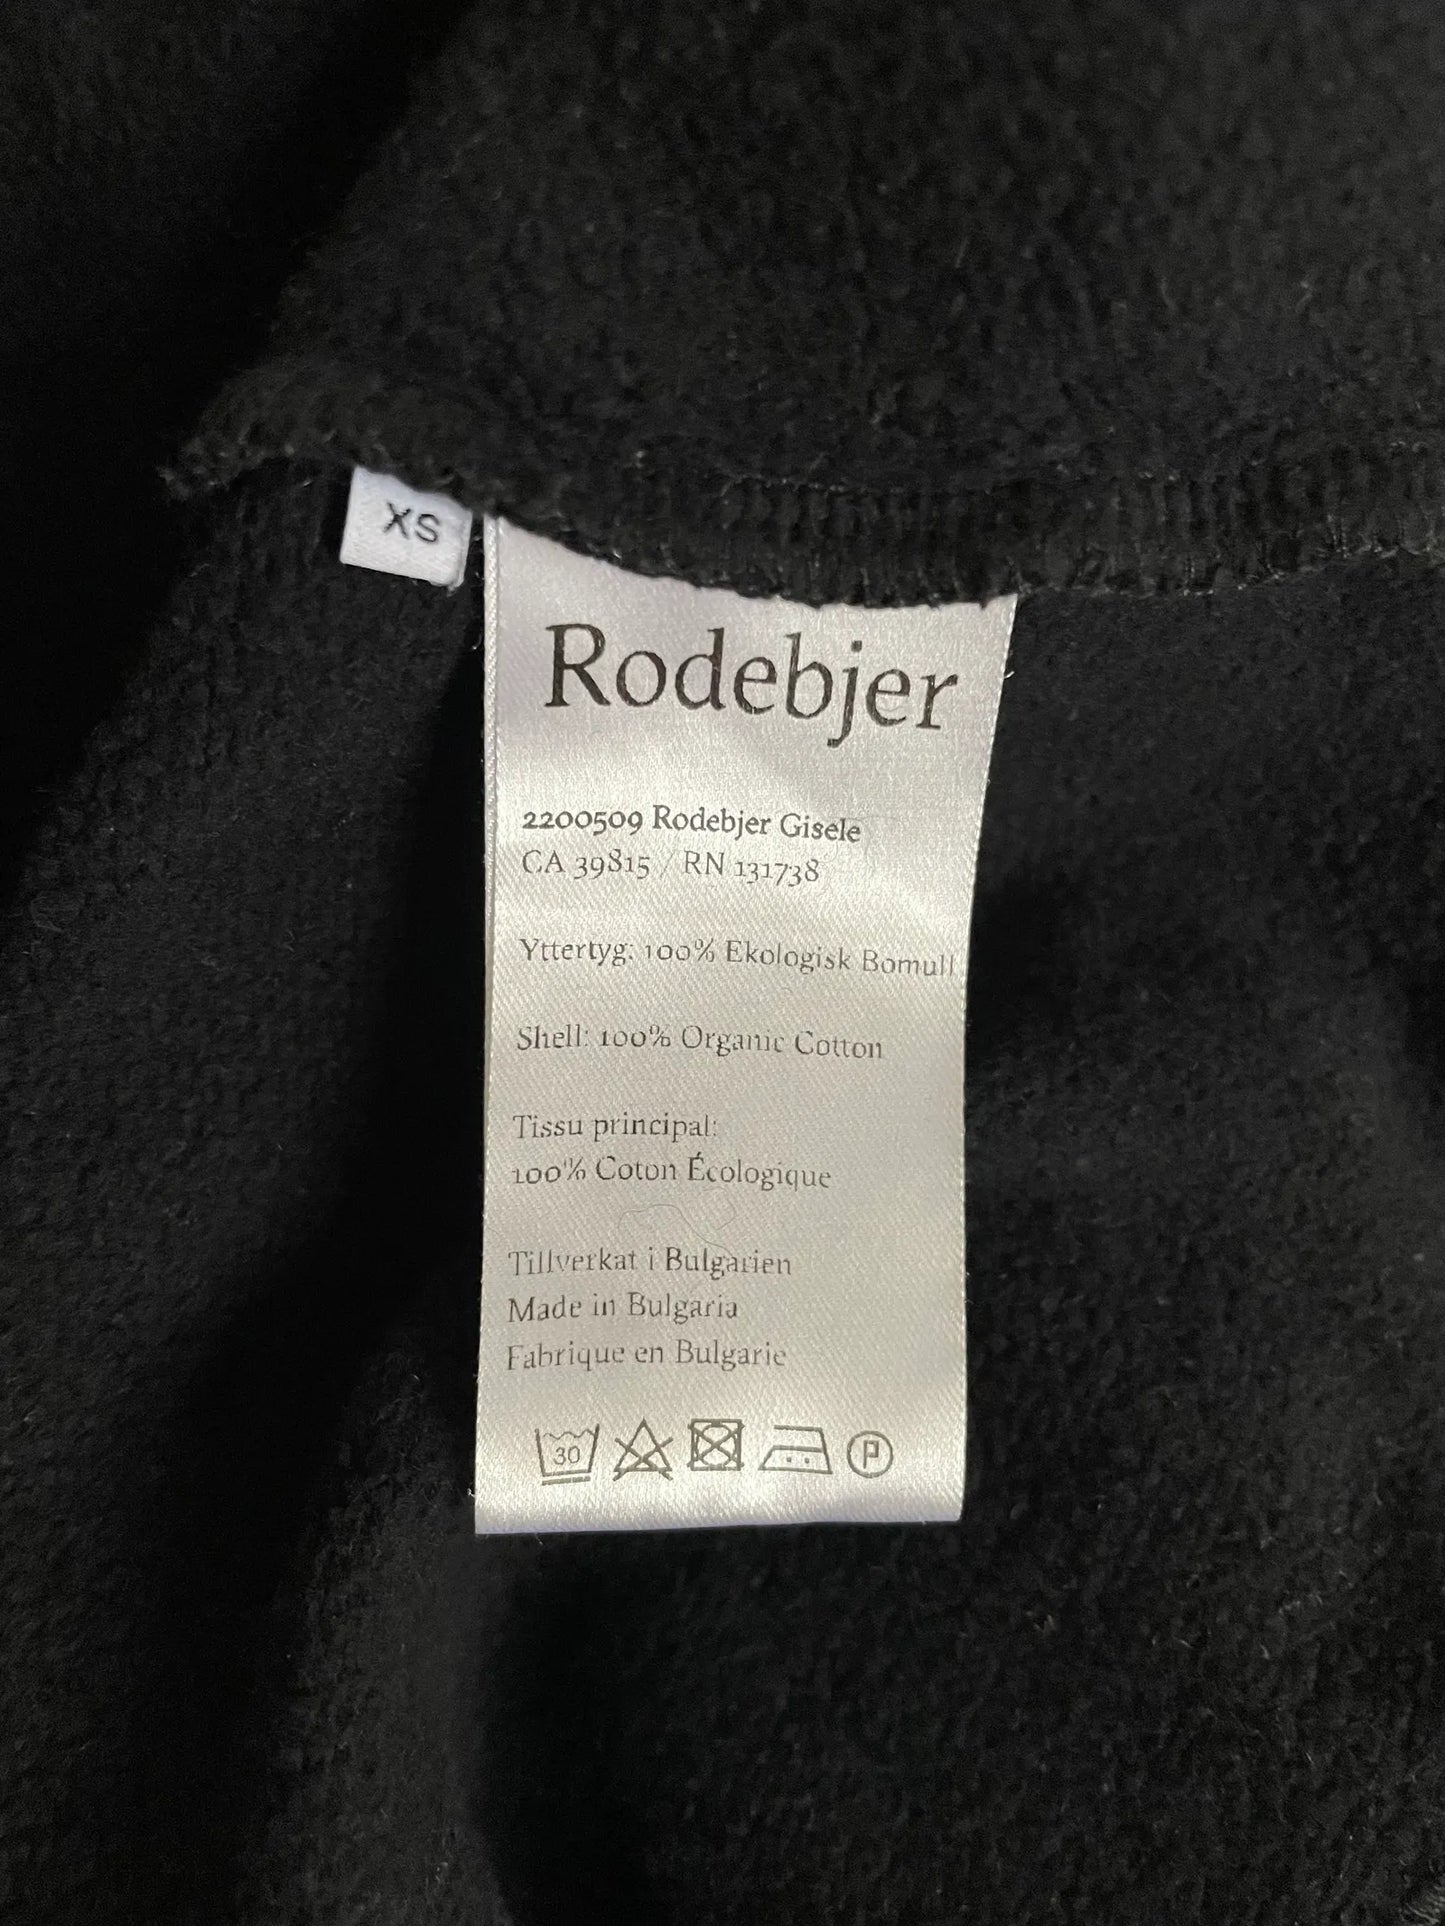 XS
Rodebjer
2200509 Rodebjer Gisele
CA 39815 / RN 131738
Yttertyg: 100% Ekologisk Bomull
Shell: 100% Organic Cotton
Tissu principal:
100% Coton Écologique
Tillverkat i Bulgarien
Made in Bulgaria
Fabrique en Bulgarie
30 P